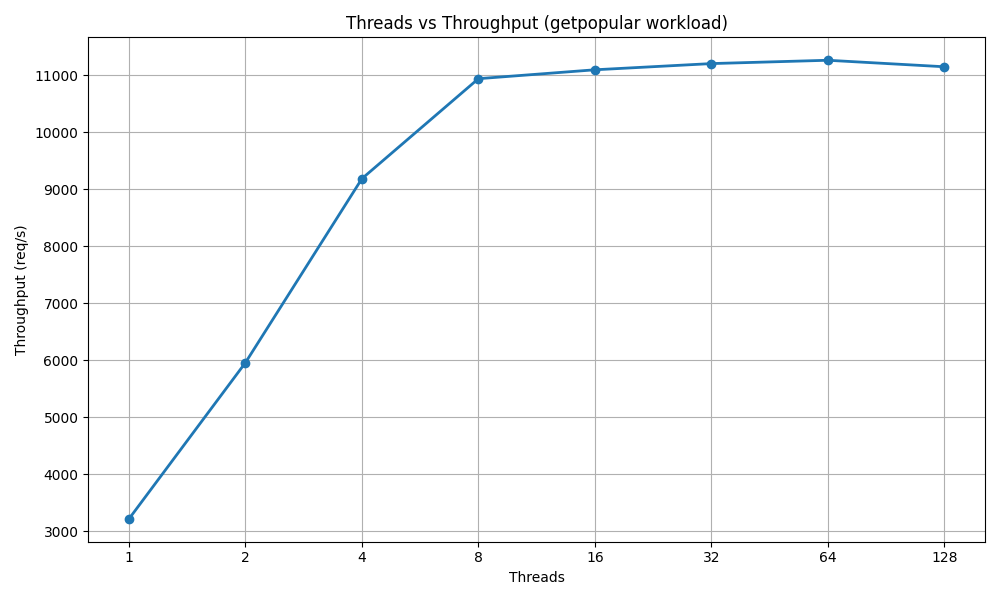 Threads vs Throughput (getpopular workload)
Throughput (req/s)
11000
10000
9000
8000
7000
6000
5000
4000
3000
1 2 4 8 16 32 64 128
Threads